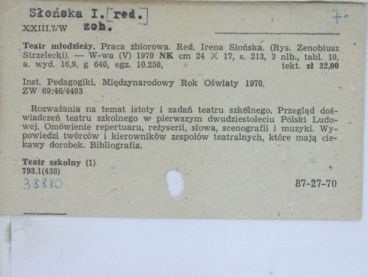 Słońska I. [red.] 7.
XXIII.7/W zob.
Teatr młodzieży. Praca zbiorowa. Red. Irena Słońska. (Rys. Zenobiusz
Strzelecki). — W-wa (V) 1970 NK cm 24 × 17, s. 213, 3 nlb., tabl. 10,
a. wyd. 16,9, g 640, egz. 10.250, tekt. zł 32,00
Inst. Pedagogiki. Międzynarodowy Rok Oświaty 1970.
ZW 69:46/4403
Rozważania na temat istoty i zadań teatru szkolnego. Przegląd doś-
wiadczeń teatru szkolnego w pierwszym dwudziestoleciu Polski Ludo-
wej. Omówienie repertuaru, reżyserii, słowa, scenografii i muzyki. Wy-
powiedzi twórców i kierowników zespołów teatralnych, które mają cie-
kawy dorobek. Bibliografia.
Teatr szkolny (1)
793.1(438)
38880 87-27-70